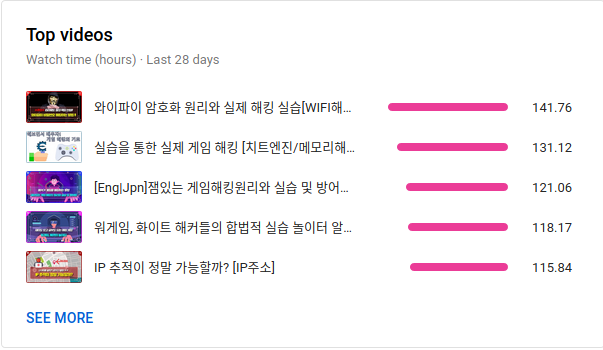 Top videos
Watch time (hours) · Last 28 days
와이파이 암호화 원리와 실제 해킹 실습[WIFI해… 141.76
실습을 통한 실제 게임 해킹 [치트엔진/메모리해… 131.12
[Eng|Jpn]잼있는 게임해킹원리와 실습 및 방어… 121.06
워게임, 화이트 해커들의 합법적 실습 놀이터 알… 118.17
IP 추적이 정말 가능할까? [IP주소] 115.84
SEE MORE